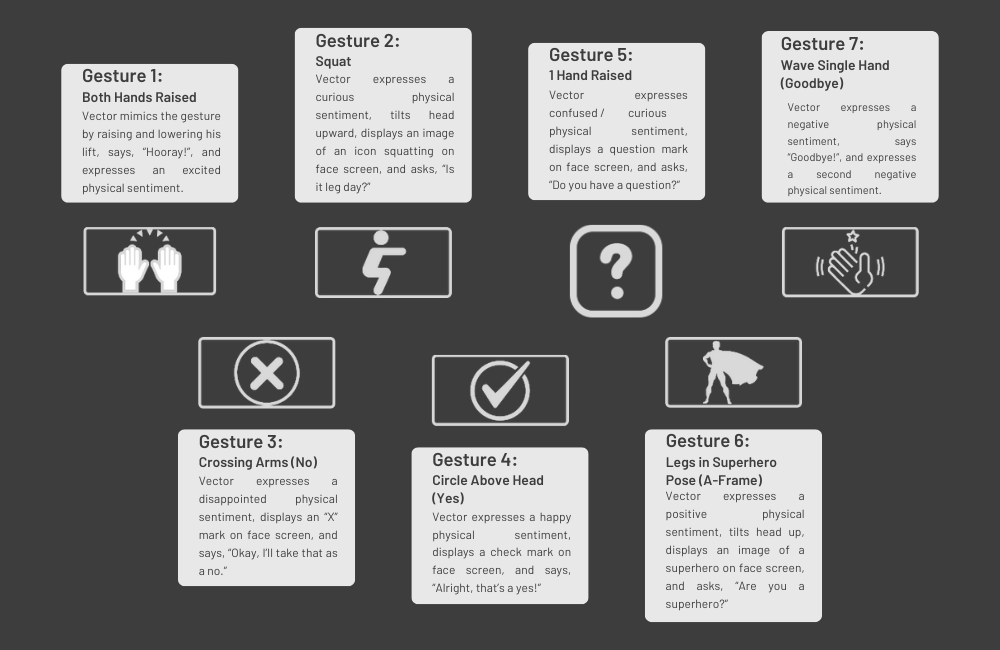 Gesture 1:
Both Hands Raised
Vector mimics the gesture
by raising and lowering his
lift, says, “Hooray!”, and
expresses an excited
physical sentiment.
Gesture 2:
Squat
Vector expresses a
curious physical
sentiment, tilts head
upward, displays an image
of an icon squatting on
face screen, and asks, “Is
it leg day?”
Gesture 5:
1 Hand Raised
Vector expresses
confused / curious
physical sentiment,
displays a question mark
on face screen, and asks,
“Do you have a question?”
Gesture 7:
Wave Single Hand
(Goodbye)
Vector expresses a
negative physical
sentiment, says
“Goodbye!”, and expresses
a second negative
physical sentiment.
?
Gesture 3:
Crossing Arms (No)
Vector expresses a
disappointed physical
sentiment, displays an “X”
mark on face screen, and
says, “Okay, I’ll take that as
a no.”
Gesture 4:
Circle Above Head
(Yes)
Vector expresses a happy
physical sentiment,
displays a check mark on
face screen, and says,
“Alright, that’s a yes!”
Gesture 6:
Legs in Superhero
Pose (A-Frame)
Vector expresses a
positive physical
sentiment, tilts head up,
displays an image of a
superhero on face screen,
and asks, “Are you a
superhero?”